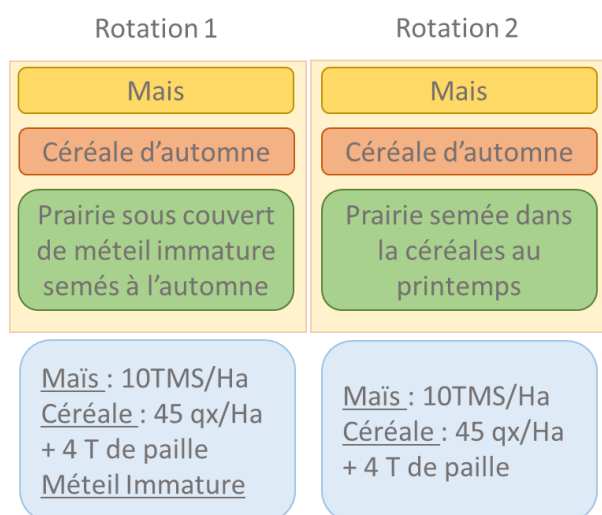 Rotation 1
Mais
Céréale d'automne
Prairie sous couvert
de méteil immature
semés à l'automne
Maïs : 10TMS/Ha
Céréale : 45 qx/Ha
+ 4 T de paille
Méteil Immature
Rotation 2
Mais
Céréale d'automne
Prairie semée dans
la céréales au
printemps
Maïs : 10TMS/Ha
Céréale : 45 qx/Ha
+ 4 T de paille